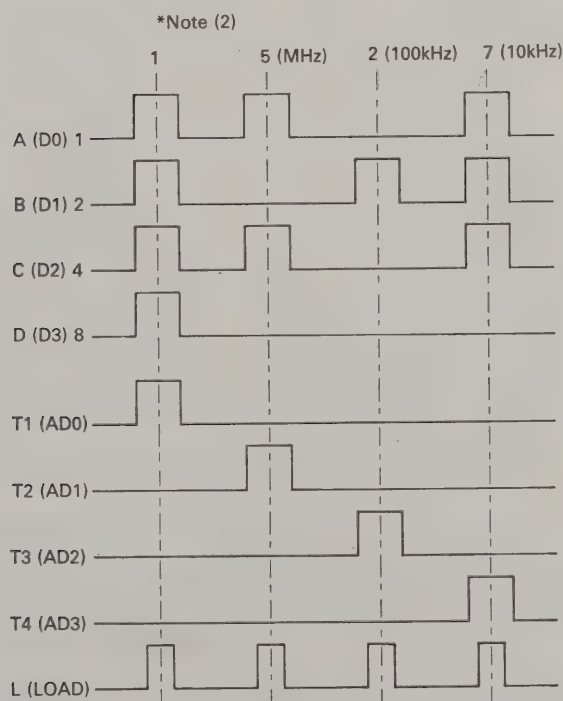 *Note (2)
1 5 (MHz) 2 (100kHz) 7 (10kHz)
A (D0) 1
B (D1) 2
C (D2) 4
D (D3) 8
T1 (AD0)
T2 (AD1)
T3 (AD2)
T4 (AD3)
L (LOAD)